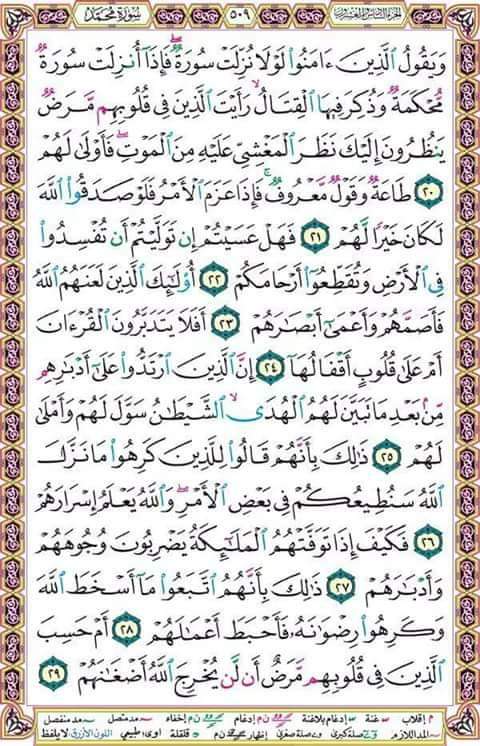 سورة محمد ٥٠٩ الجزء السادس والعشرون
وَيَقُولُ ٱلَّذِينَ ءَامَنُوا۟ لَوْلَا نُزِّلَتْ سُورَةٌ ۖ فَإِذَآ أُنزِلَتْ سُورَةٌ
مُّحْكَمَةٌ وَذُكِرَ فِيهَا ٱلْقِتَالُ ۙ رَأَيْتَ ٱلَّذِينَ فِى قُلُوبِهِم مَّرَضٌ
يَنظُرُونَ إِلَيْكَ نَظَرَ ٱلْمَغْشِىِّ عَلَيْهِ مِنَ ٱلْمَوْتِ ۖ فَأَوْلَىٰ لَهُمْ
٢٠ طَاعَةٌ وَقَوْلٌ مَّعْرُوفٌ ۚ فَإِذَا عَزَمَ ٱلْأَمْرُ فَلَوْ صَدَقُوا۟ ٱللَّهَ
لَكَانَ خَيْرًا لَّهُمْ ٢١ فَهَلْ عَسَيْتُمْ إِن تَوَلَّيْتُمْ أَن تُفْسِدُوا۟
فِى ٱلْأَرْضِ وَتُقَطِّعُوٓا۟ أَرْحَامَكُمْ ٢٢ أُو۟لَـٰٓئِكَ ٱلَّذِينَ لَعَنَهُمُ ٱللَّهُ
فَأَصَمَّهُمْ وَأَعْمَىٰٓ أَبْصَـٰرَهُمْ ٢٣ أَفَلَا يَتَدَبَّرُونَ ٱلْقُرْءَانَ
أَمْ عَلَىٰ قُلُوبٍ أَقْفَالُهَآ ٢٤ إِنَّ ٱلَّذِينَ ٱرْتَدُّوا۟ عَلَىٰٓ أَدْبَـٰرِهِم
مِّنۢ بَعْدِ مَا تَبَيَّنَ لَهُمُ ٱلْهُدَى ۙ ٱلشَّيْطَـٰنُ سَوَّلَ لَهُمْ وَأَمْلَىٰ
لَهُمْ ٢٥ ذَٰلِكَ بِأَنَّهُمْ قَالُوا۟ لِلَّذِينَ كَرِهُوا۟ مَا نَزَّلَ
ٱللَّهُ سَنُطِيعُكُمْ فِى بَعْضِ ٱلْأَمْرِ ۖ وَٱللَّهُ يَعْلَمُ إِسْرَارَهُمْ
٢٦ فَكَيْفَ إِذَا تَوَفَّتْهُمُ ٱلْمَلَـٰٓئِكَةُ يَضْرِبُونَ وُجُوهَهُمْ
وَأَدْبَـٰرَهُمْ ٢٧ ذَٰلِكَ بِأَنَّهُمُ ٱتَّبَعُوا۟ مَآ أَسْخَطَ ٱللَّهَ
وَكَرِهُوا۟ رِضْوَٰنَهُۥ فَأَحْبَطَ أَعْمَـٰلَهُمْ ٢٨ أَمْ حَسِبَ
ٱلَّذِينَ فِى قُلُوبِهِم مَّرَضٌ أَن لَّن يُخْرِجَ ٱللَّهُ أَضْغَـٰنَهُمْ ٢٩
م إقلاب غنة إدغام بلاغنة ن م إدغام ن م إخفاء مد متصل مد منفصل
المد اللازم صلة كبرى صلة صغرى إظهار ن م قلقلة ا و ى طبيعي اللون الأزرق لا يلفظ